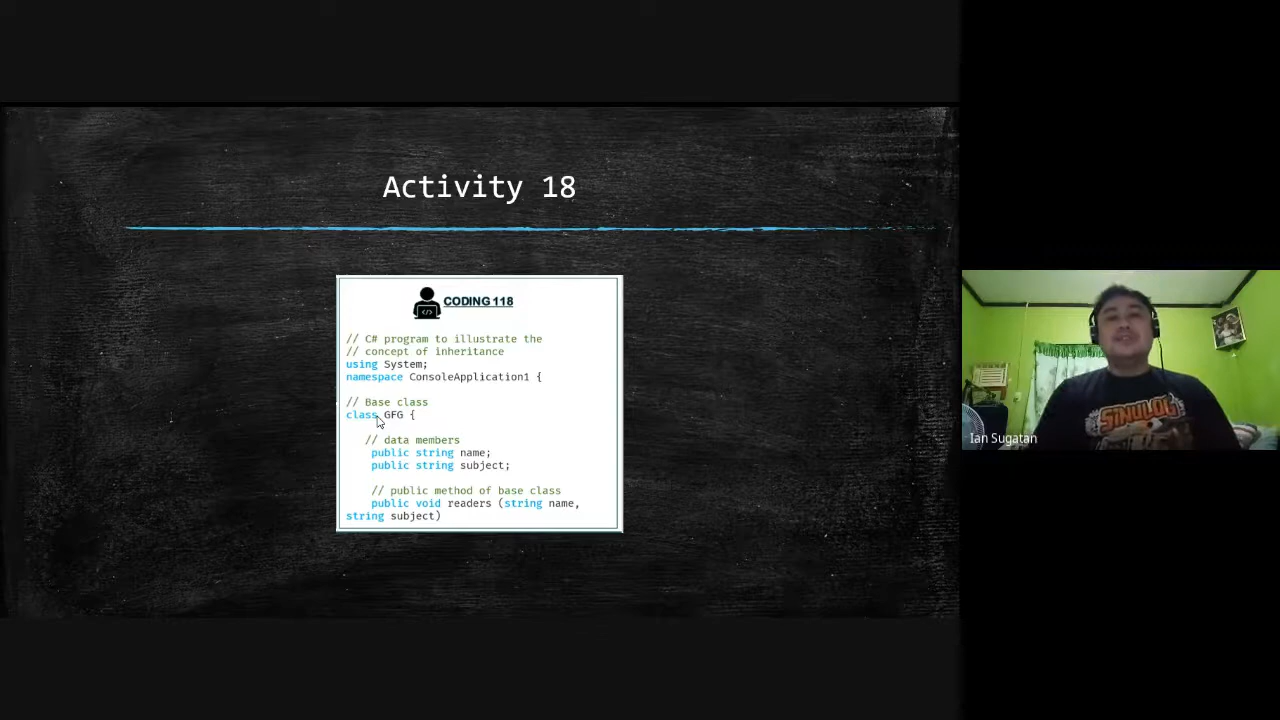 Activity 18
</>
CODING 118
// C# program to illustrate the
// concept of inheritance
using System;
namespace ConsoleApplication1 {
// Base class
class GFG {
// data members
public string name;
public string subject;
// public method of base class
public void readers (string name,
string subject)
SINULOG
Ian Sugatan